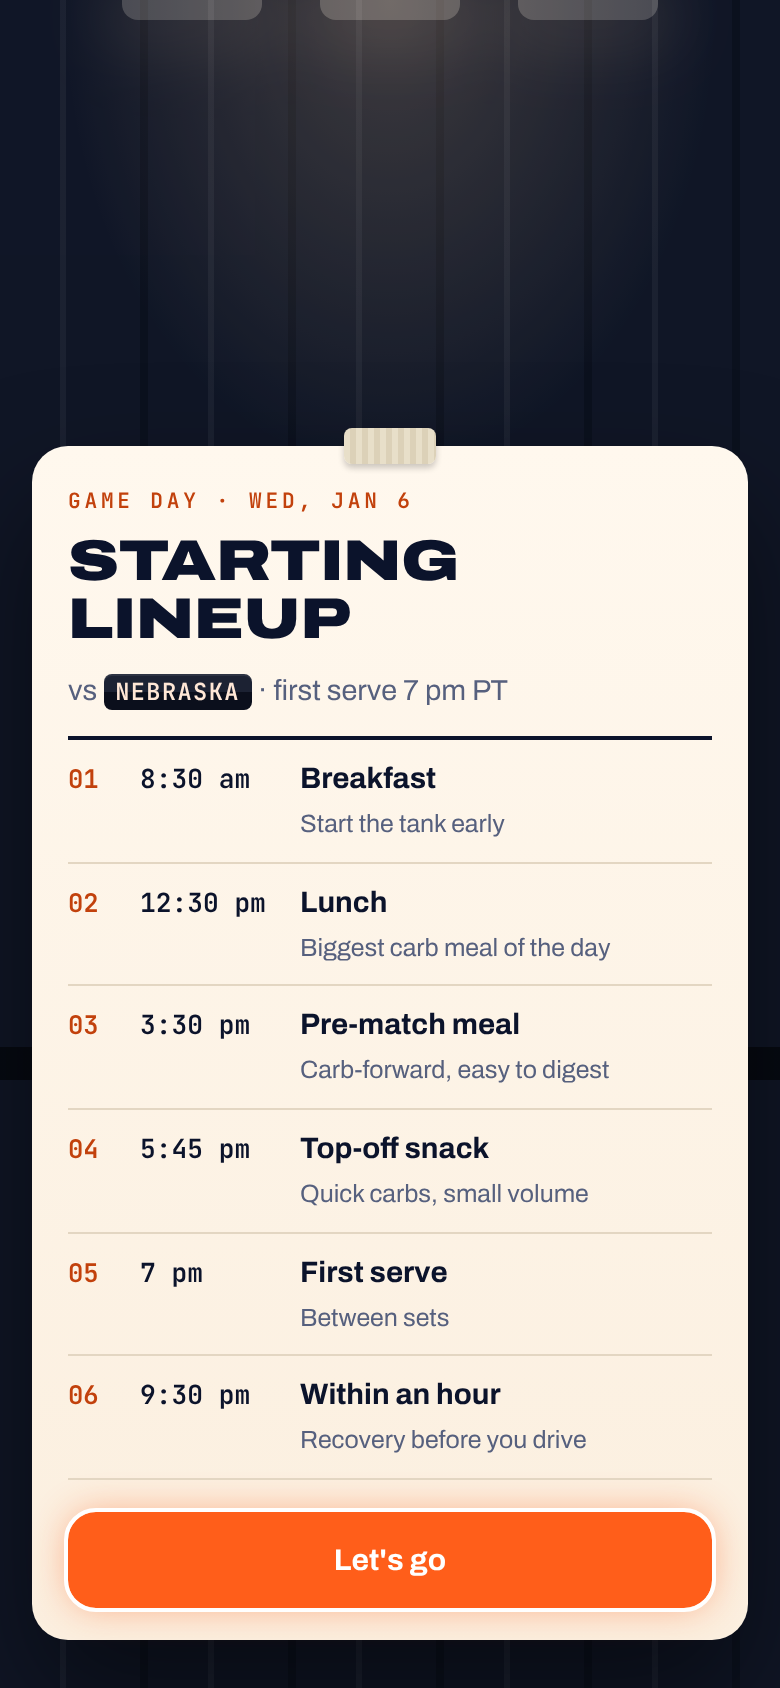 GAME DAY · WED, JAN 6
STARTING
LINEUP
vs NEBRASKA · first serve 7 pm PT
01 8:30 am Breakfast
Start the tank early
02 12:30 pm Lunch
Biggest carb meal of the day
03 3:30 pm Pre-match meal
Carb-forward, easy to digest
04 5:45 pm Top-off snack
Quick carbs, small volume
05 7 pm First serve
Between sets
06 9:30 pm Within an hour
Recovery before you drive
Let's go